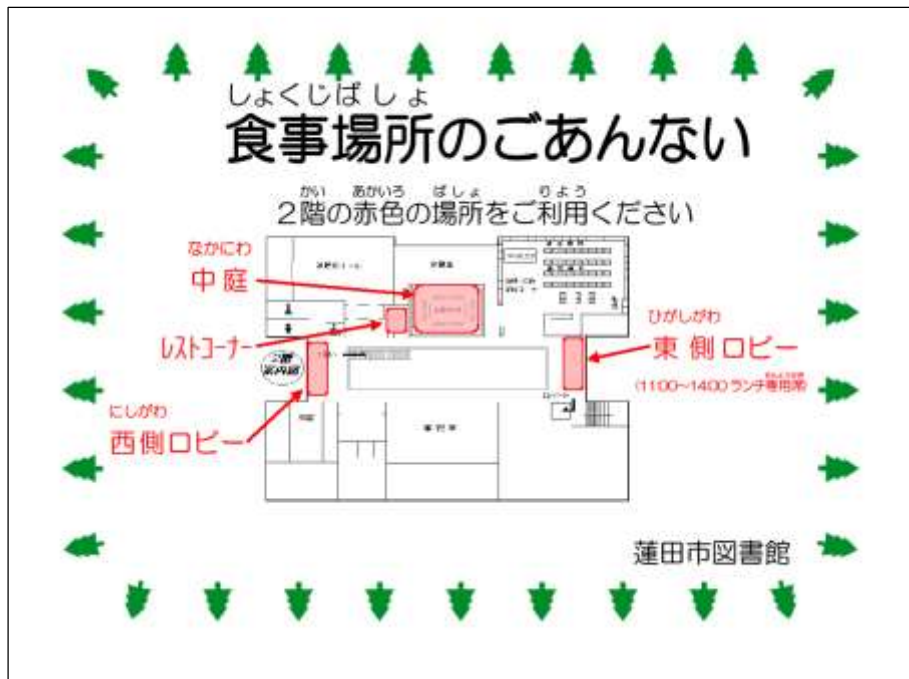 しょくじばしょ
食事場所のごあんない
かい あかいろ ばしょ りよう
2階の赤色の場所をご利用ください
なかにわ
中庭
レストコーナー
ひがしがわ
東側ロビー
(11:00~14:00 ランチ専用席)
にしがわ
西側ロビー
蓮田市図書館